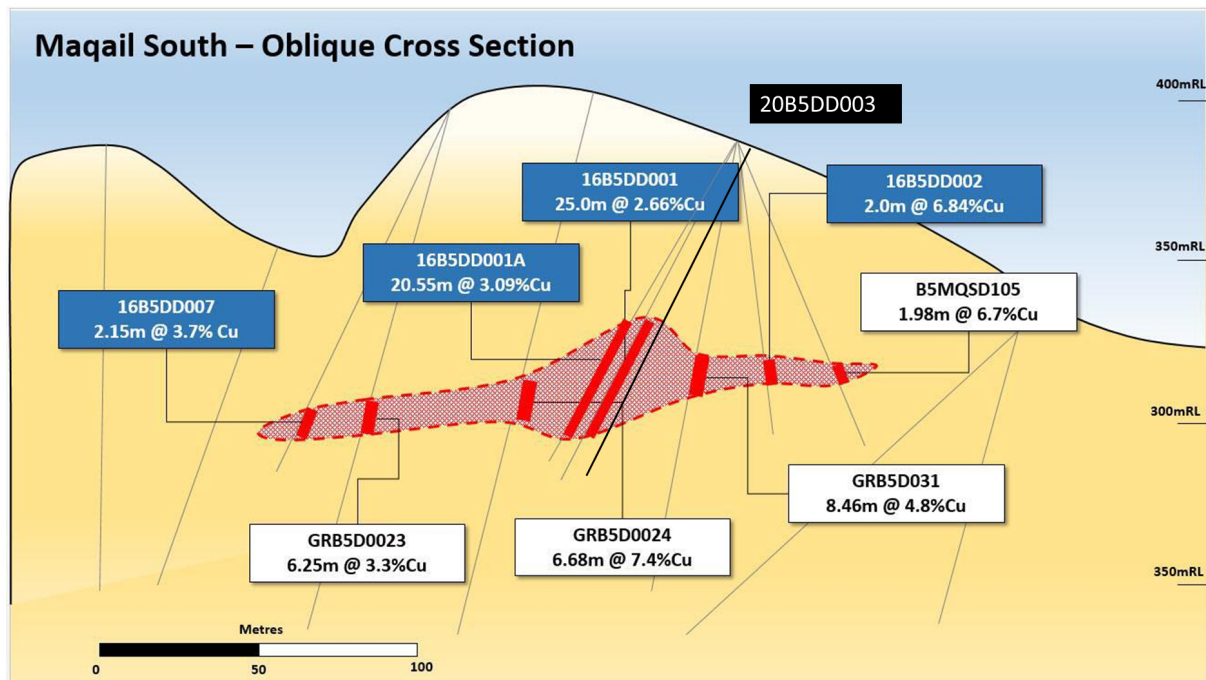 Maqail South – Oblique Cross Section
400mRL
20B5DD003
16B5DD001
25.0m @ 2.66%Cu
16B5DD002
2.0m @ 6.84%Cu
350mRL
16B5DD001A
20.55m @ 3.09%Cu
B5MQSD105
1.98m @ 6.7%Cu
16B5DD007
2.15m @ 3.7% Cu
300mRL
GRB5D031
8.46m @ 4.8%Cu
GRB5D0023
6.25m @ 3.3%Cu
GRB5D0024
6.68m @ 7.4%Cu
350mRL
Metres
0 50 100